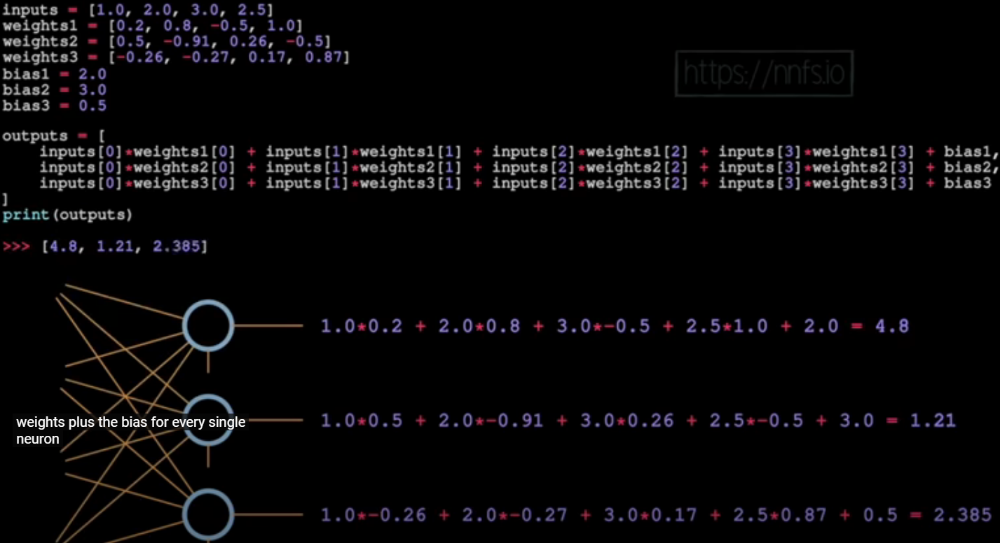 inputs = [1.0, 2.0, 3.0, 2.5]
weights1 = [0.2, 0.8, -0.5, 1.0]
weights2 = [0.5, -0.91, 0.26, -0.5]
weights3 = [-0.26, -0.27, 0.17, 0.87]
bias1 = 2.0
bias2 = 3.0
bias3 = 0.5
https://nnfs.io
outputs = [
    inputs[0]*weights1[0] + inputs[1]*weights1[1] + inputs[2]*weights1[2] + inputs[3]*weights1[3] + bias1,
    inputs[0]*weights2[0] + inputs[1]*weights2[1] + inputs[2]*weights2[2] + inputs[3]*weights2[3] + bias2,
    inputs[0]*weights3[0] + inputs[1]*weights3[1] + inputs[2]*weights3[2] + inputs[3]*weights3[3] + bias3
]
print(outputs)
>>> [4.8, 1.21, 2.385]
1.0*0.2 + 2.0*0.8 + 3.0*-0.5 + 2.5*1.0 + 2.0 = 4.8
1.0*0.5 + 2.0*-0.91 + 3.0*0.26 + 2.5*-0.5 + 3.0 = 1.21
weights plus the bias for every single
neuron
1.0*-0.26 + 2.0*-0.27 + 3.0*0.17 + 2.5*0.87 + 0.5 = 2.385